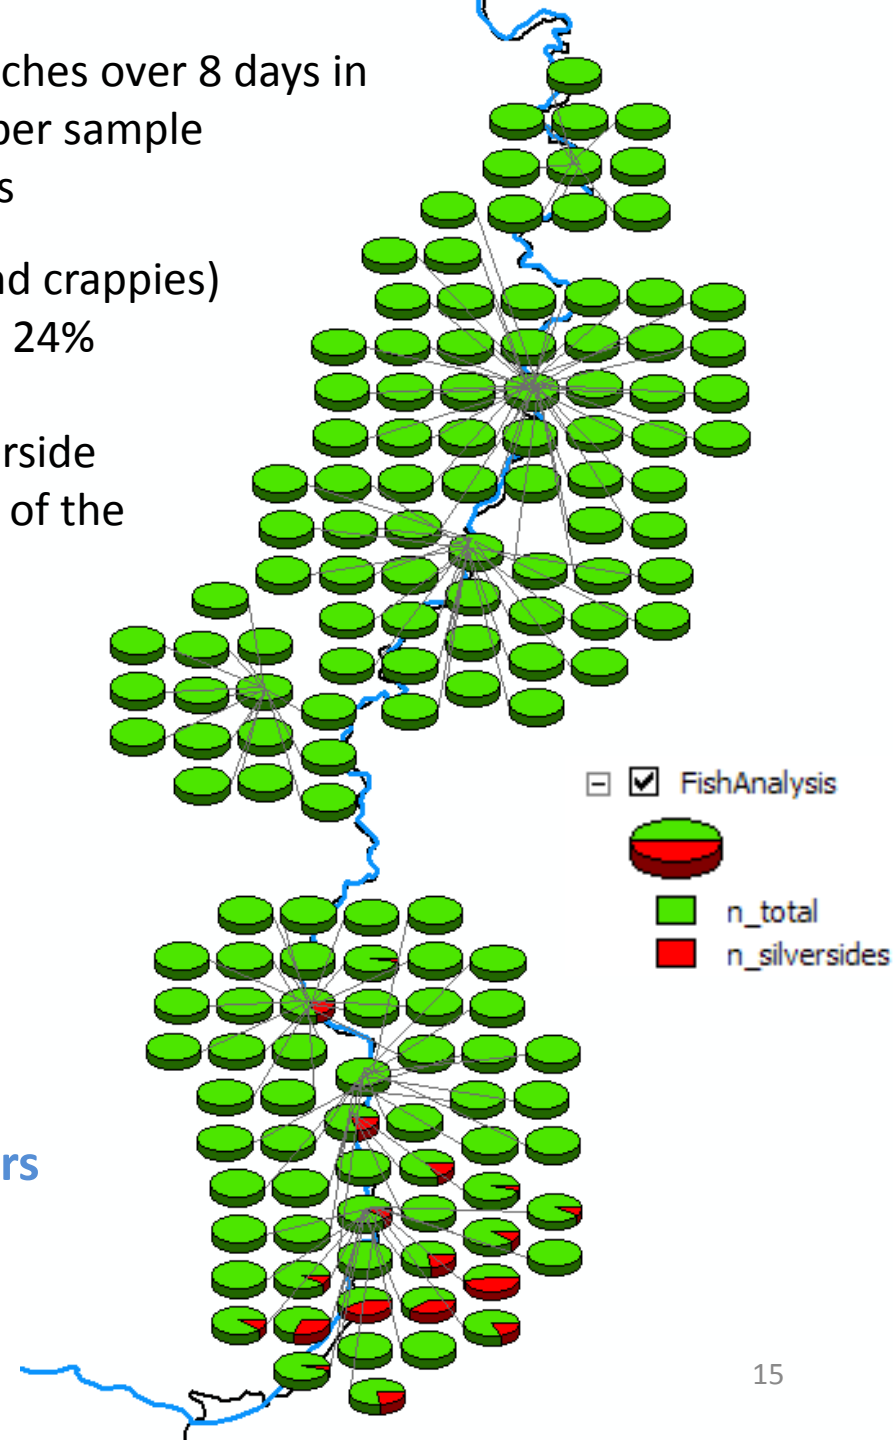 ches over 8 days in
per sample
s
nd crappies)
24%
rside
of the
FishAnalysis
n_total
n_silversides
rs
15